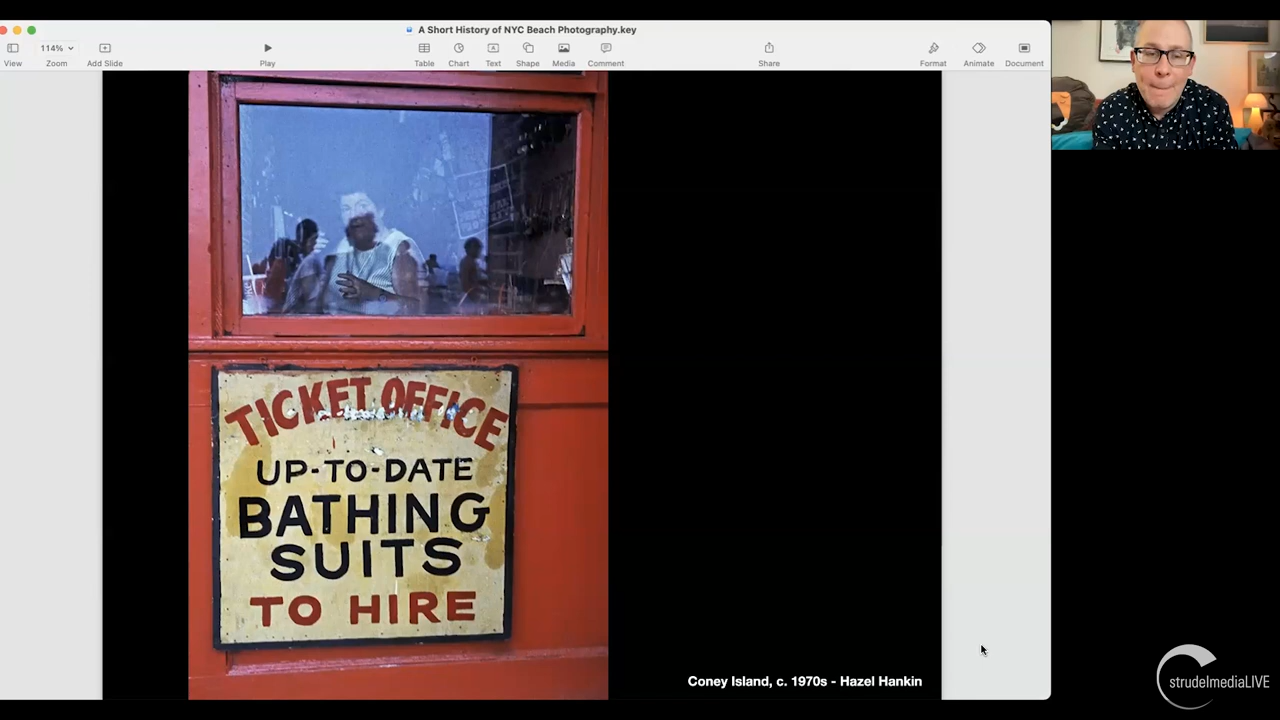 A Short History of NYC Beach Photography.key
114%
View
Zoom
Add Slide
Play
Table
Chart
Text
Shape
Media
Comment
Share
Format
Animate
Document
TICKET OFFICE
UP-TO-DATE
BATHING
SUITS
TO HIRE
Coney Island, c. 1970s - Hazel Hankin
strudelmediaLIVE